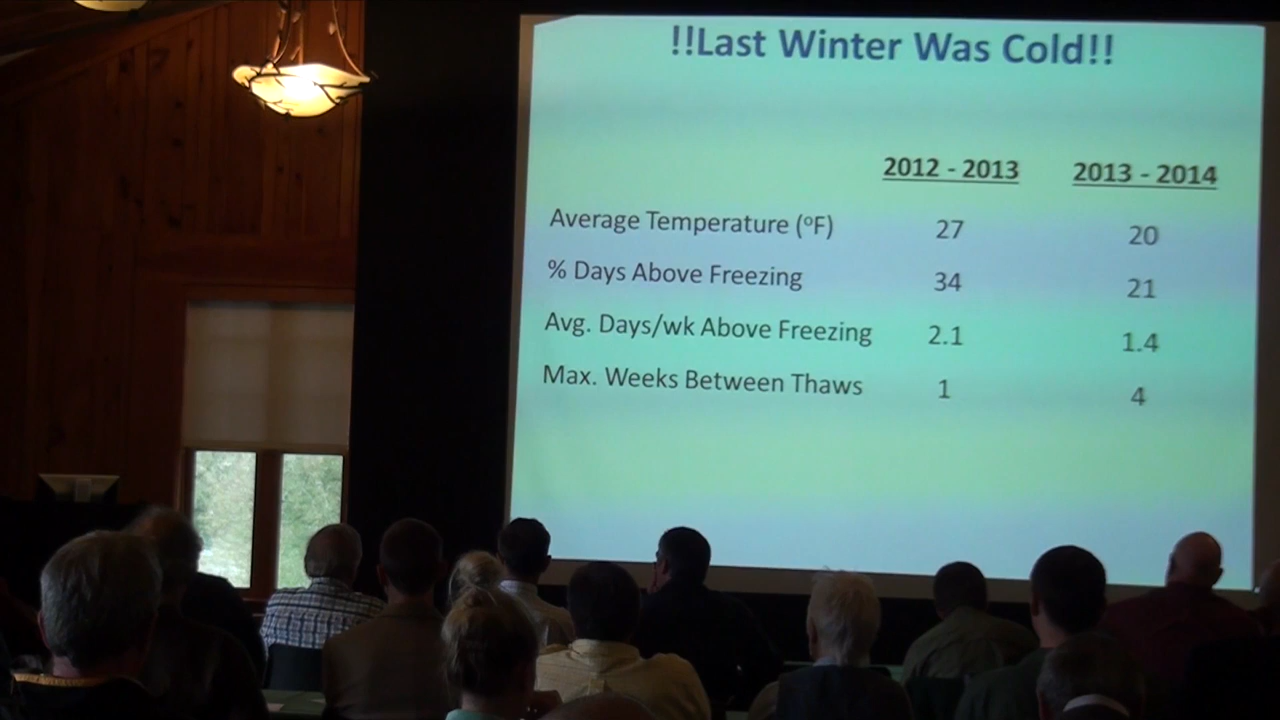 !!Last Winter Was Cold!!
2012 - 2013 2013 - 2014
Average Temperature (ºF) 27 20
% Days Above Freezing 34 21
Avg. Days/wk Above Freezing 2.1 1.4
Max. Weeks Between Thaws 1 4